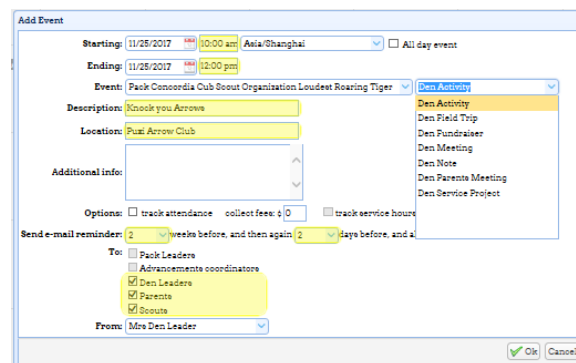 Add Event
Starting: 11/25/2017 10:00 am Asia/Shanghai All day event
Ending: 11/25/2017 12:00 pm
Event: Pack Concordia Cub Scout Organization Loudest Roaring Tiger Den Activity
Den Activity
Den Field Trip
Den Fundraiser
Den Meeting
Den Note
Den Parents Meeting
Den Service Project
Description: Knock you Arrows
Location: Puxi Arrow Club
Additional info:
Options: track attendance collect fees: $ 0 track service hours
Send e-mail reminder: 2 weeks before, and then again 2 days before, and
To: Pack Leaders
Advancements coordinators
Den Leaders
Parents
Scouts
From: Mrs Den Leader
Ok Cancel